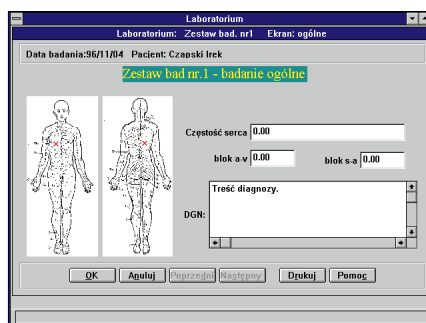 Laboratorium
Laboratorium: Zestaw bad. nr1 Ekran: ogólne
Data badania:96/11/04 Pacient: Czapski Irek
Zestaw bad nr.1 - badanie ogólne
Częstość serca 0.00
blok a-v 0.00 blok s-a 0.00
Treść diagnozy.
DGN:
OK Anuluj Poprzedni Następny Drukuj Pomoc